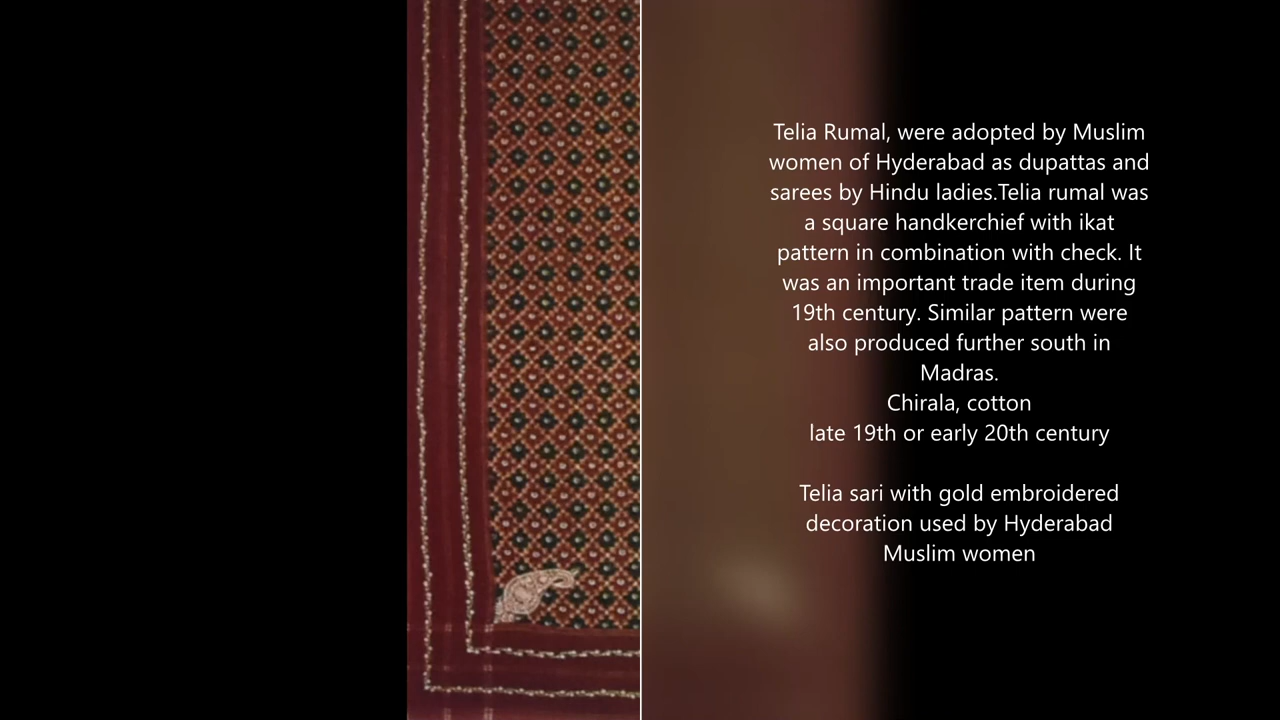 Telia Rumal, were adopted by Muslim
women of Hyderabad as dupattas and
sarees by Hindu ladies.Telia rumal was
a square handkerchief with ikat
pattern in combination with check. It
was an important trade item during
19th century. Similar pattern were
also produced further south in
Madras.
Chirala, cotton
late 19th or early 20th century
Telia sari with gold embroidered
decoration used by Hyderabad
Muslim women